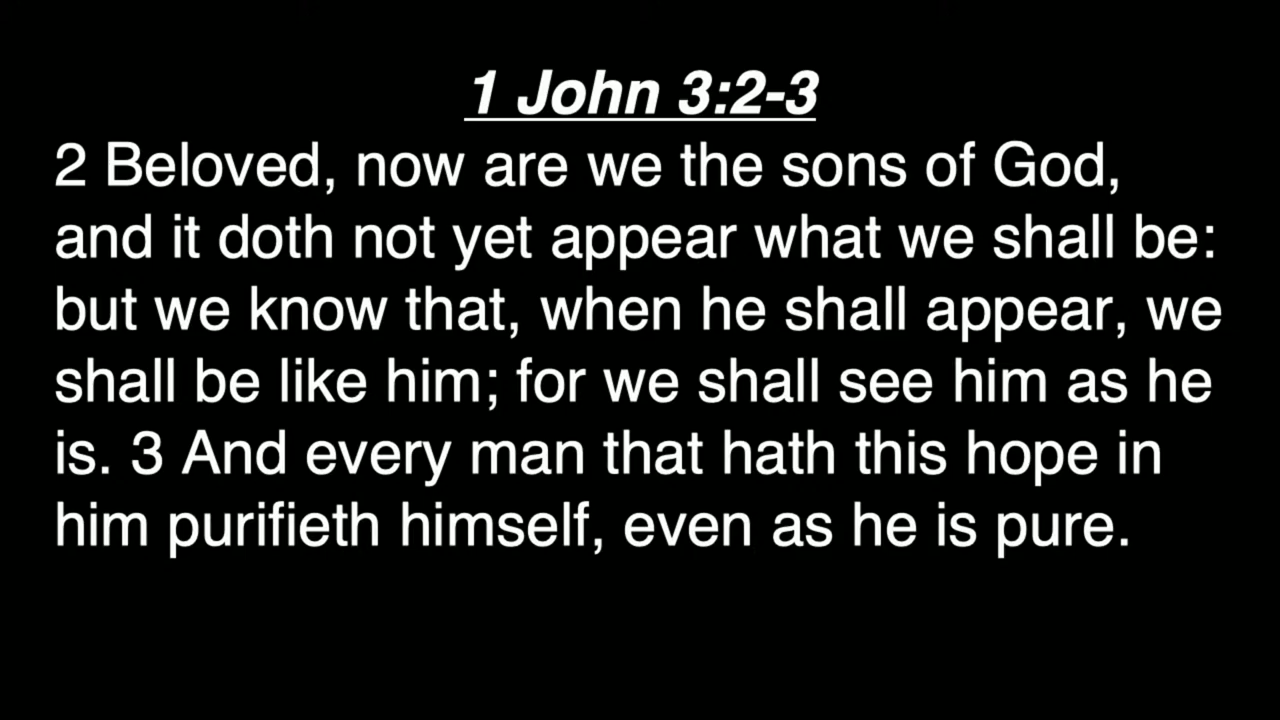 1 John 3:2-3
2 Beloved, now are we the sons of God,
and it doth not yet appear what we shall be:
but we know that, when he shall appear, we
shall be like him; for we shall see him as he
is. 3 And every man that hath this hope in
him purifieth himself, even as he is pure.